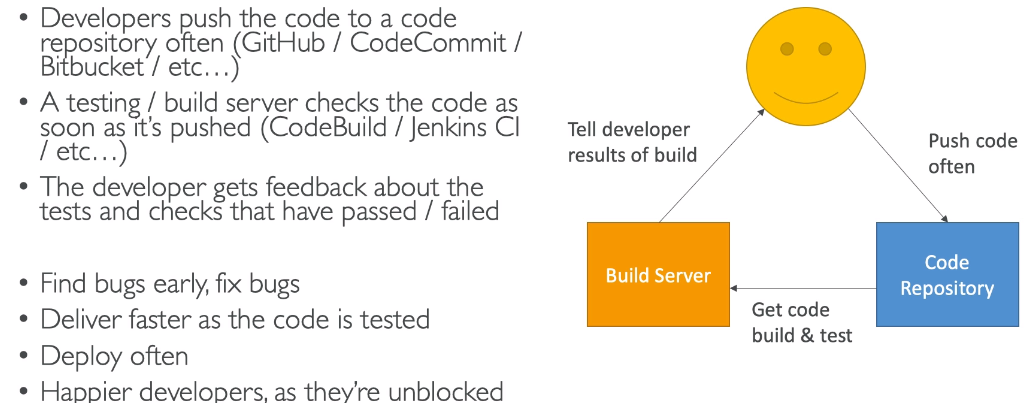 • Developers push the code to a code
repository often (GitHub / CodeCommit /
Bitbucket / etc…)
• A testing / build server checks the code as
soon as it's pushed (CodeBuild / Jenkins CI
/ etc…)
• The developer gets feedback about the
tests and checks that have passed / failed
• Find bugs early, fix bugs
• Deliver faster as the code is tested
• Deploy often
• Happier developers, as they're unblocked
Tell developer
results of build
Push code
often
Build Server
Code
Repository
Get code
build & test